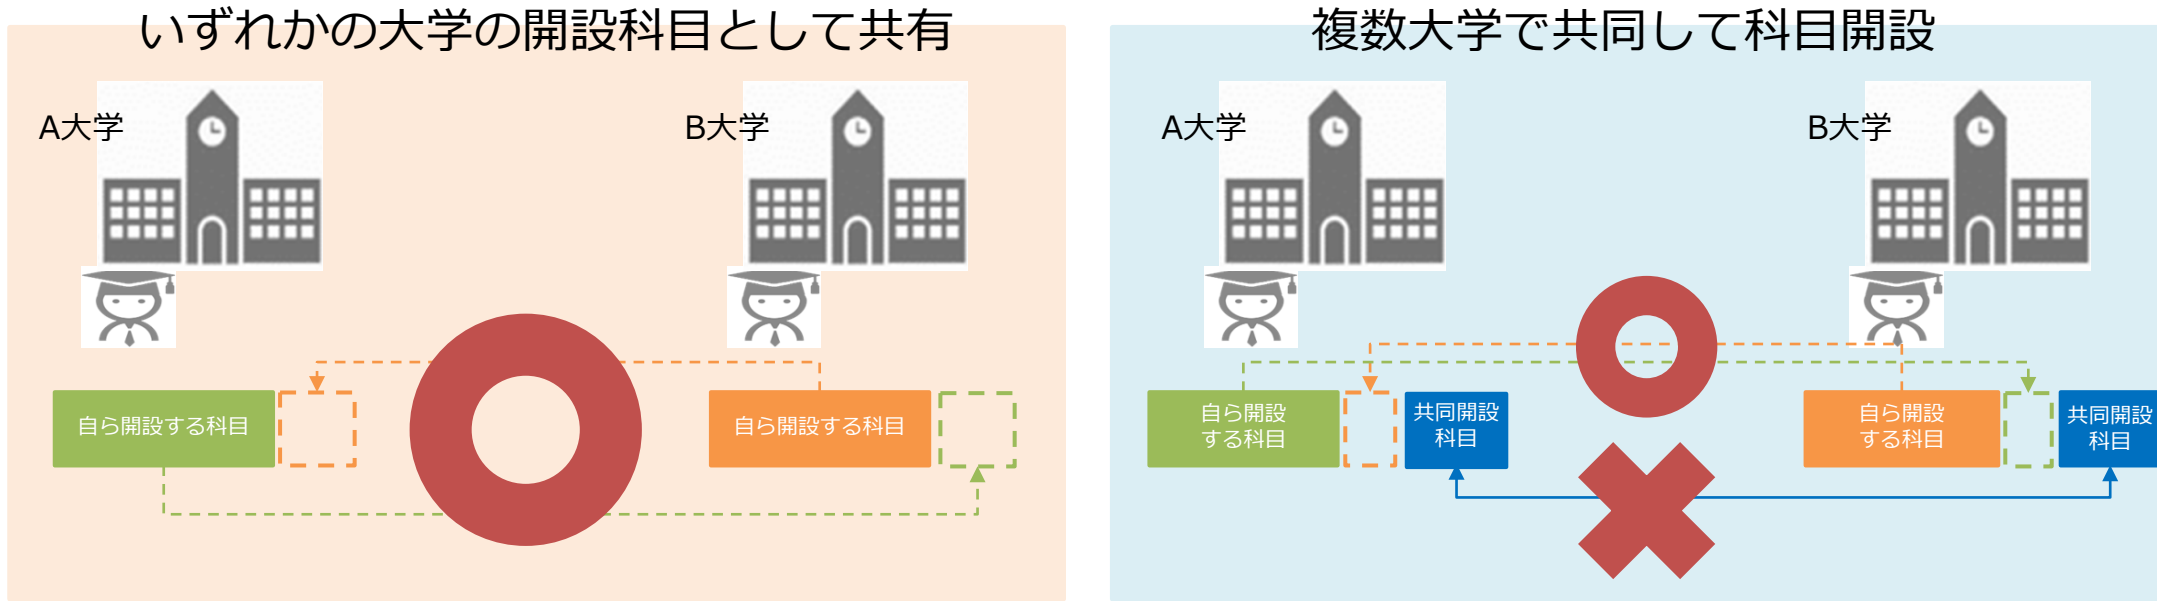 いずれかの大学の開設科目として共有
A大学
B大学
自ら開設する科目
自ら開設する科目
複数大学で共同して科目開設
A大学
B大学
自ら開設
する科目
共同開設
科目
自ら開設
する科目
共同開設
科目